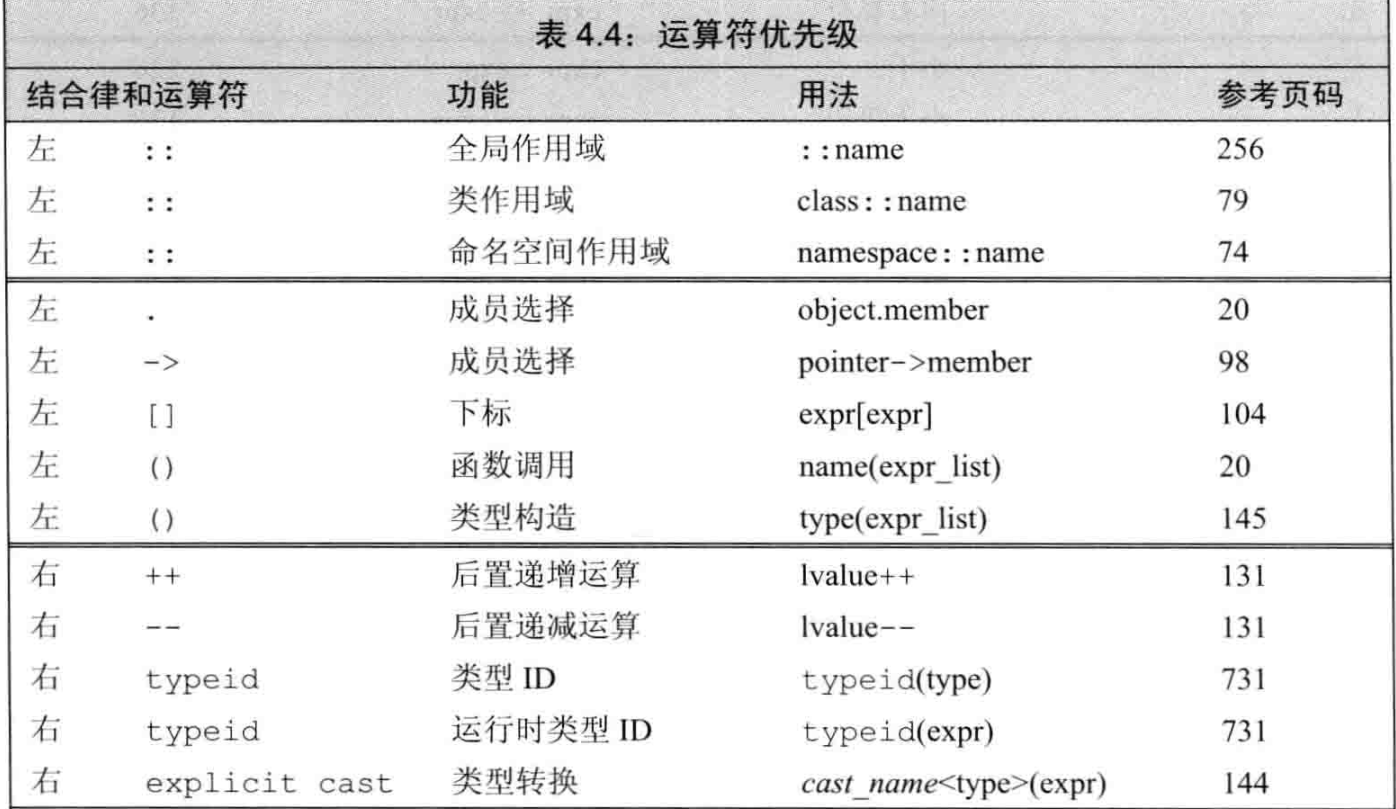 表 4.4：运算符优先级
结合律和运算符 功能 用法 参考页码
左 :: 全局作用域 ::name 256
左 :: 类作用域 class::name 79
左 :: 命名空间作用域 namespace::name 74
左 . 成员选择 object.member 20
左 -> 成员选择 pointer->member 98
左 [] 下标 expr[expr] 104
左 () 函数调用 name(expr_list) 20
左 () 类型构造 type(expr_list) 145
右 ++ 后置递增运算 lvalue++ 131
右 -- 后置递减运算 lvalue-- 131
右 typeid 类型 ID typeid(type) 731
右 typeid 运行时类型 ID typeid(expr) 731
右 explicit cast 类型转换 cast_name<type>(expr) 144